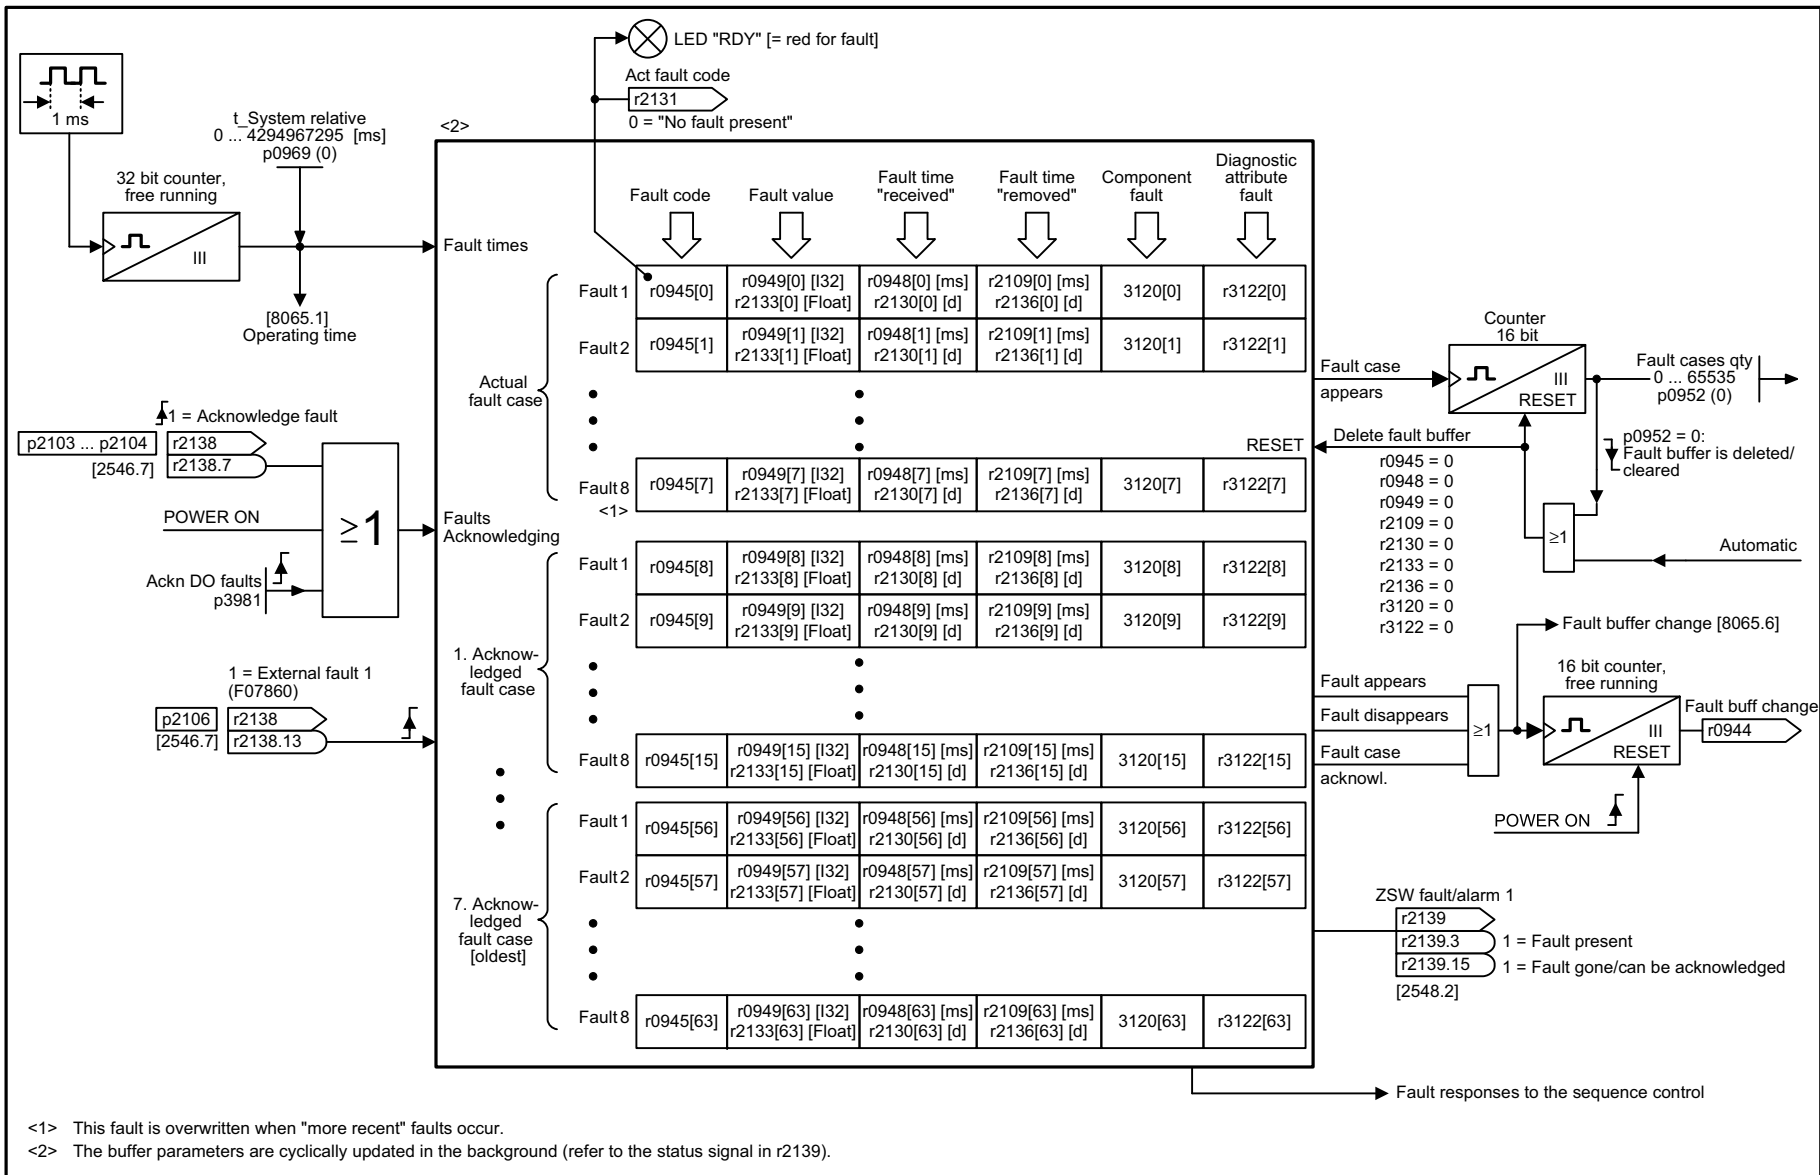 LED "RDY" [= red for fault]
Act fault code
r2131
0 = "No fault present"
1 ms
t_System relative
0 ... 4294967295 [ms]
p0969 (0)
<2>
32 bit counter,
free running
III
[8065.1]
Operating time
Fault times
Fault code
Fault value
Fault time
"received"
Fault time
"removed"
Component
fault
Diagnostic
attribute
fault
Actual
fault case
Fault 1
r0945[0]
r0949[0] [I32]
r2133[0] [Float]
r0948[0] [ms]
r2130[0] [d]
r2109[0] [ms]
r2136[0] [d]
3120[0]
r3122[0]
Fault 2
r0945[1]
r0949[1] [I32]
r2133[1] [Float]
r0948[1] [ms]
r2130[1] [d]
r2109[1] [ms]
r2136[1] [d]
3120[1]
r3122[1]
Fault 8
<1>
r0945[7]
r0949[7] [I32]
r2133[7] [Float]
r0948[7] [ms]
r2130[7] [d]
r2109[7] [ms]
r2136[7] [d]
3120[7]
r3122[7]
1 = Acknowledge fault
p2103 ... p2104
r2138
[2546.7]
r2138.7
POWER ON
Ackn DO faults
p3981
≥1
Faults
Acknowledging
1. Acknow-
ledged
fault case
Fault 1
r0945[8]
r0949[8] [I32]
r2133[8] [Float]
r0948[8] [ms]
r2130[8] [d]
r2109[8] [ms]
r2136[8] [d]
3120[8]
r3122[8]
Fault 2
r0945[9]
r0949[9] [I32]
r2133[9] [Float]
r0948[9] [ms]
r2130[9] [d]
r2109[9] [ms]
r2136[9] [d]
3120[9]
r3122[9]
Fault 8
r0945[15]
r0949[15] [I32]
r2133[15] [Float]
r0948[15] [ms]
r2130[15] [d]
r2109[15] [ms]
r2136[15] [d]
3120[15]
r3122[15]
1 = External fault 1
(F07860)
p2106
r2138
[2546.7]
r2138.13
7. Acknow-
ledged
fault case
[oldest]
Fault 1
r0945[56]
r0949[56] [I32]
r2133[56] [Float]
r0948[56] [ms]
r2130[56] [d]
r2109[56] [ms]
r2136[56] [d]
3120[56]
r3122[56]
Fault 2
r0945[57]
r0949[57] [I32]
r2133[57] [Float]
r0948[57] [ms]
r2130[57] [d]
r2109[57] [ms]
r2136[57] [d]
3120[57]
r3122[57]
Fault 8
r0945[63]
r0949[63] [I32]
r2133[63] [Float]
r0948[63] [ms]
r2130[63] [d]
r2109[63] [ms]
r2136[63] [d]
3120[63]
r3122[63]
Fault case
appears
Counter
16 bit
III
RESET
Fault cases qty
0 ... 65535
p0952 (0)
RESET
Delete fault buffer
r0945 = 0
r0948 = 0
r0949 = 0
r2109 = 0
r2130 = 0
r2133 = 0
r2136 = 0
r3120 = 0
r3122 = 0
p0952 = 0:
Fault buffer is deleted/
cleared
≥1
Automatic
Fault buffer change [8065.6]
Fault appears
Fault disappears
Fault case
acknowl.
≥1
16 bit counter,
free running
III
RESET
Fault buff change
r0944
POWER ON
ZSW fault/alarm 1
r2139
r2139.3
1 = Fault present
r2139.15
1 = Fault gone/can be acknowledged
[2548.2]
Fault responses to the sequence control
<1> This fault is overwritten when "more recent" faults occur.
<2> The buffer parameters are cyclically updated in the background (refer to the status signal in r2139).